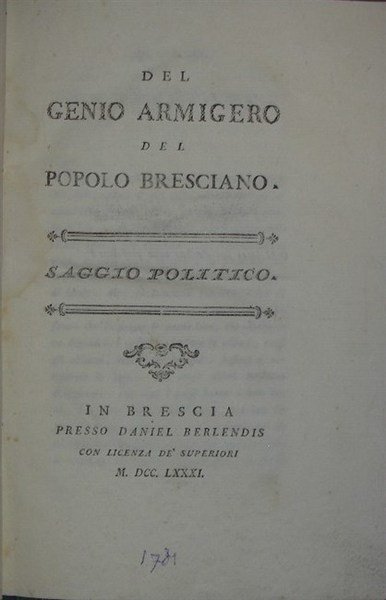 DEL
GENIO ARMIGERO
DEL
POPOLO BRESCIANO.
SAGGIO POLITICO.
IN BRESCIA
PRESSO DANIEL BERLENDIS
CON LICENZA DE' SUPERIORI
M. DCC. LXXXI.
1781